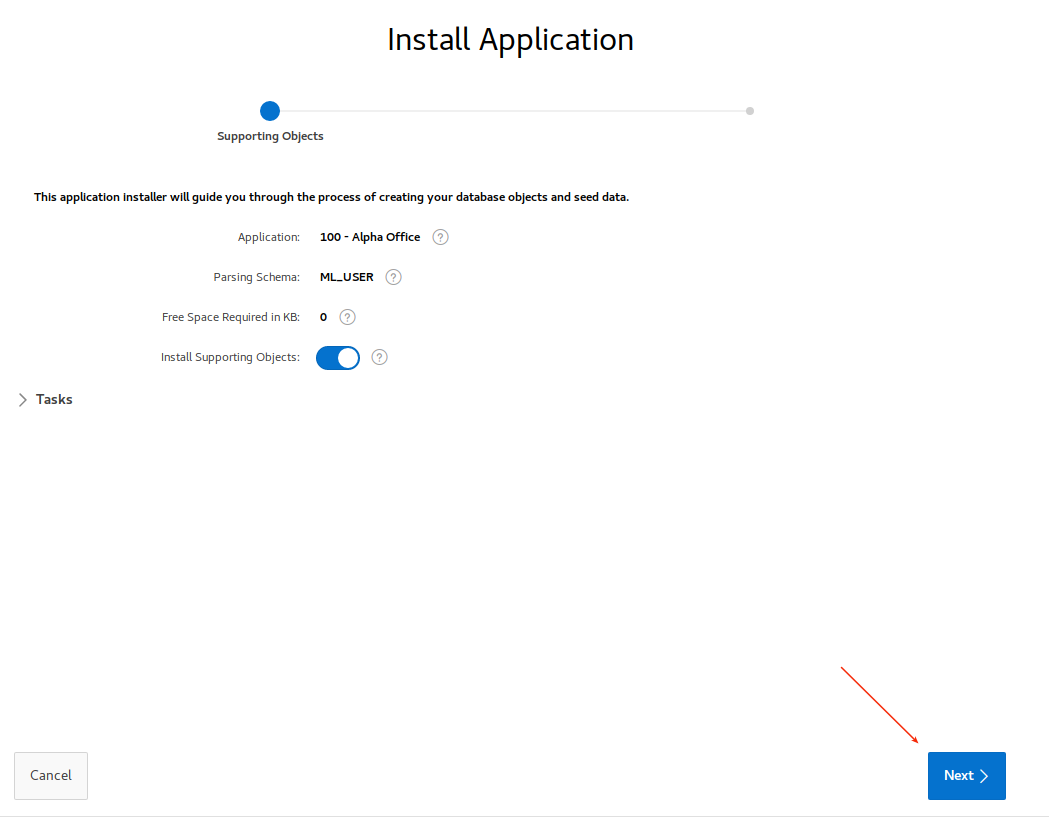 Install Application
Supporting Objects
This application installer will guide you through the process of creating your database objects and seed data.
Application: 100 - Alpha Office ?
Parsing Schema: ML_USER ?
Free Space Required in KB: 0 ?
Install Supporting Objects: ?
Tasks
Cancel Next